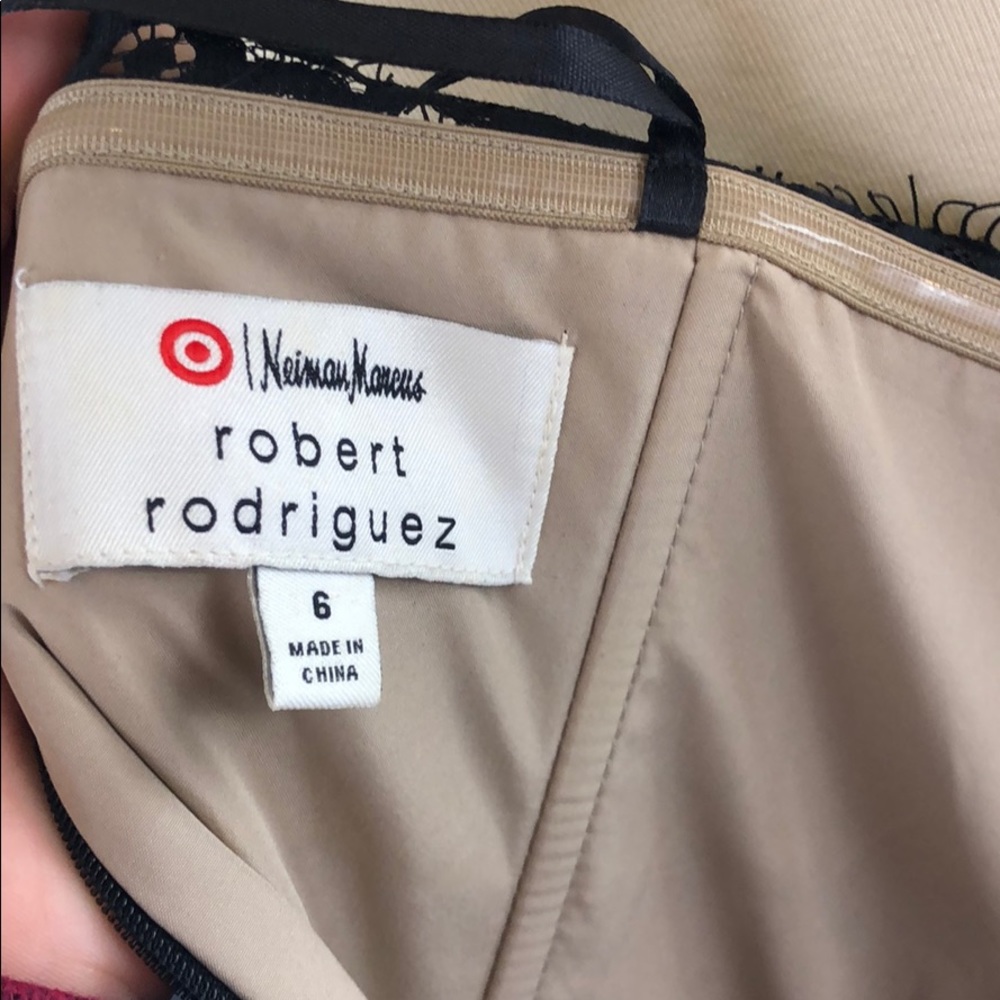 | Neiman Marcus
robert
rodriguez
6
MADE IN
CHINA